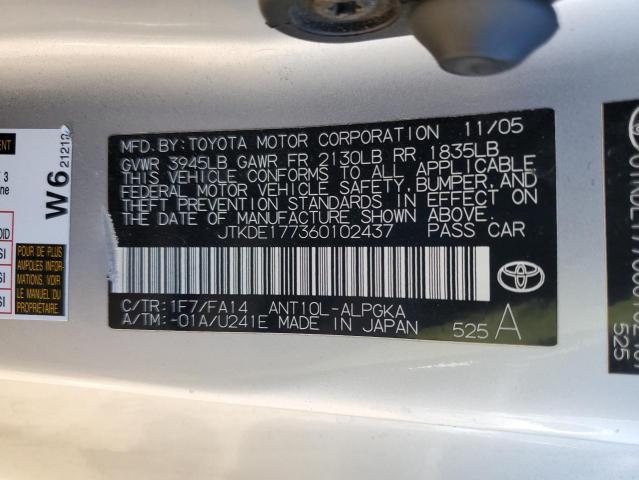 MFD. BY: TOYOTA MOTOR CORPORATION 11/05
GVWR 3945LB GAWR FR 2130LB RR 1835LB
THIS VEHICLE CONFORMS TO ALL APPLICABLE
FEDERAL MOTOR VEHICLE SAFETY, BUMPER, AND
THEFT PREVENTION STANDARDS IN EFFECT ON
THE DATE OF MANUFACTURE SHOWN ABOVE.
JTKDE177360102437 PASS CAR
C/TR: 1F7/FA14 ANT10L-ALPGKA
A/TM: -01A/U241E MADE IN JAPAN 525 A
W6
21210
POUR DE PLUS
AMPLES INFOR-
MATIONS. VOIR
LE MANUEL DU
PROPRIETAIRE
525